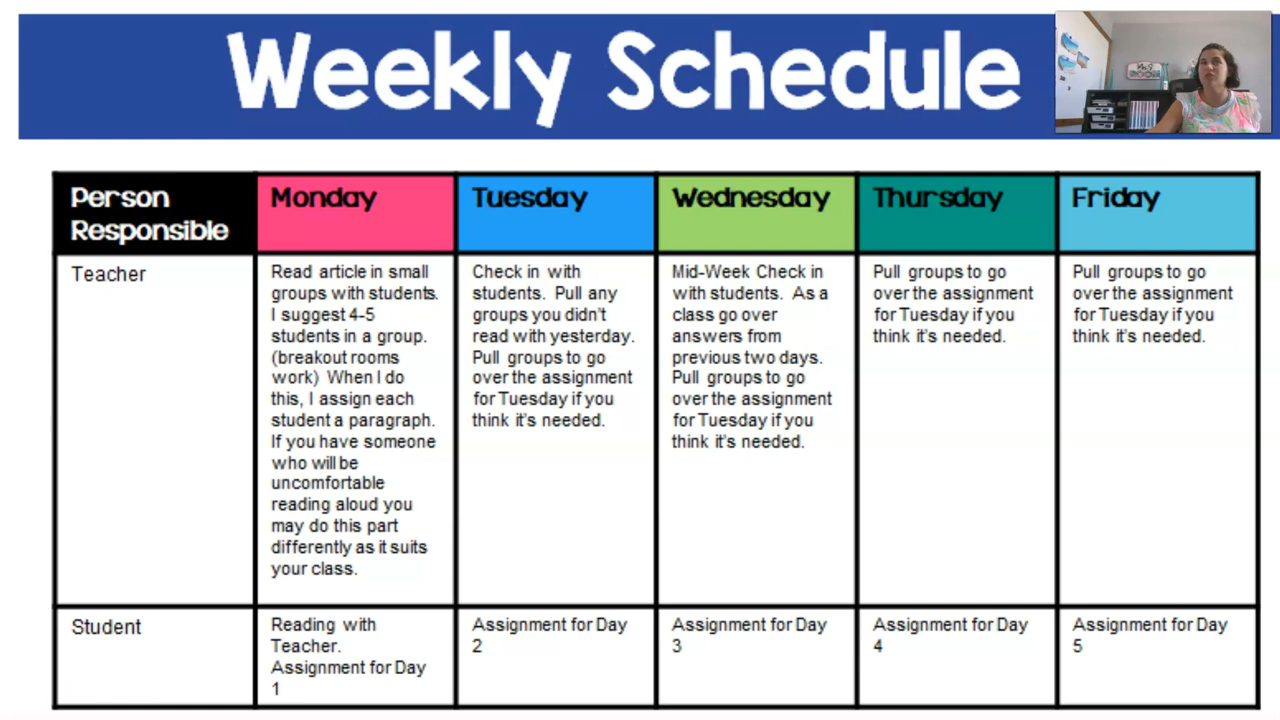 Weekly Schedule
Person
Responsible
Monday
Tuesday
Wednesday
Thursday
Friday
Teacher
Read article in small
groups with students.
I suggest 4-5
students in a group.
(breakout rooms
work) When I do
this, I assign each
student a paragraph.
If you have someone
who will be
uncomfortable
reading aloud you
may do this part
differently as it suits
your class.
Check in with
students. Pull any
groups you didn't
read with yesterday.
Pull groups to go
over the assignment
for Tuesday if you
think it's needed.
Mid-Week Check in
with students. As a
class go over
answers from
previous two days.
Pull groups to go
over the assignment
for Tuesday if you
think it's needed.
Pull groups to go
over the assignment
for Tuesday if you
think it's needed.
Pull groups to go
over the assignment
for Tuesday if you
think it's needed.
Student
Reading with
Teacher.
Assignment for Day
1
Assignment for Day
2
Assignment for Day
3
Assignment for Day
4
Assignment for Day
5